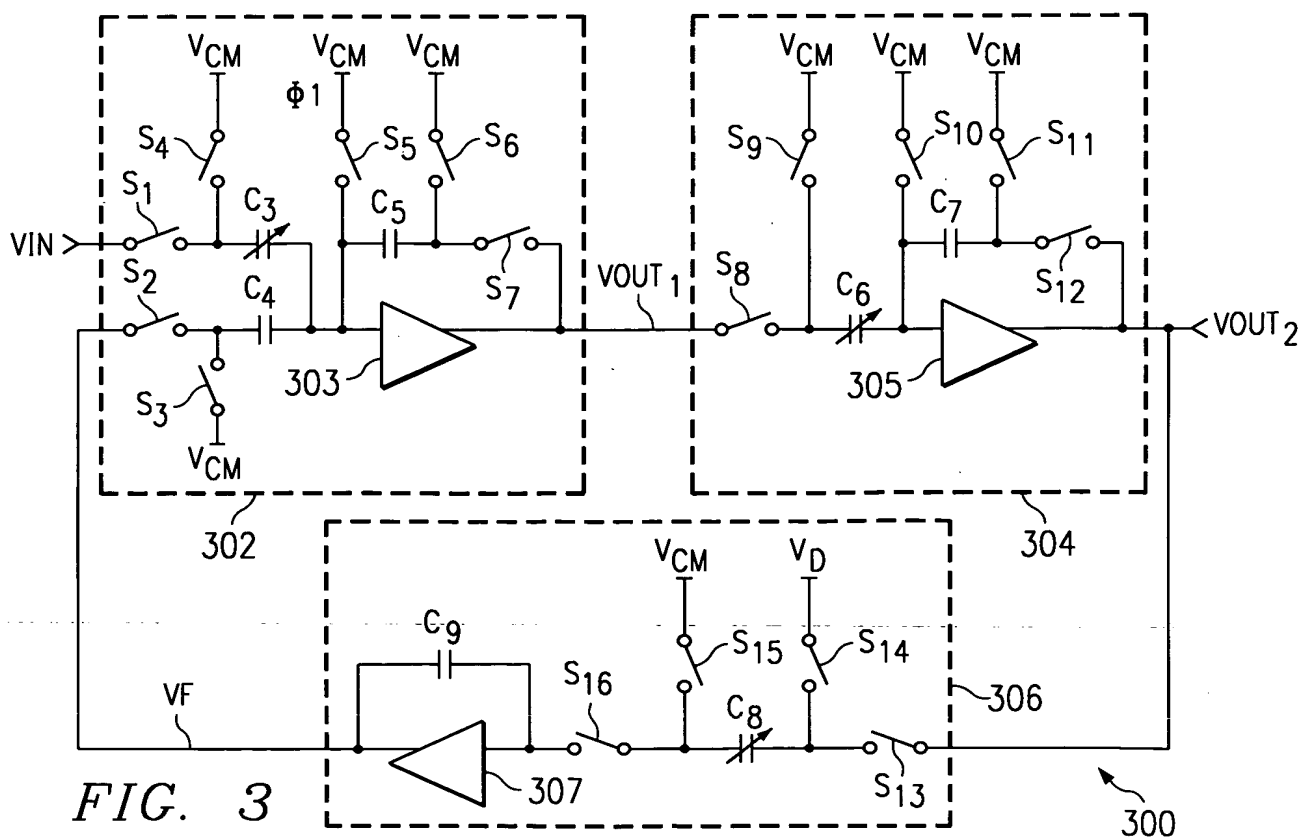 V_CM V_CM V_CM V_CM V_CM V_CM
Φ1
S_4 S_5 S_6 S_9 S_10 S_11
S_1 C_3 C_5 C_7
VIN
S_2 C_4 S_7 VOUT_1 S_8 C_6 S_12
VOUT_2
S_3 303 305
V_CM
302 304
V_CM V_D
C_9 S_16 S_15 S_14 306
VF C_8
307 S_13
FIG. 3 300